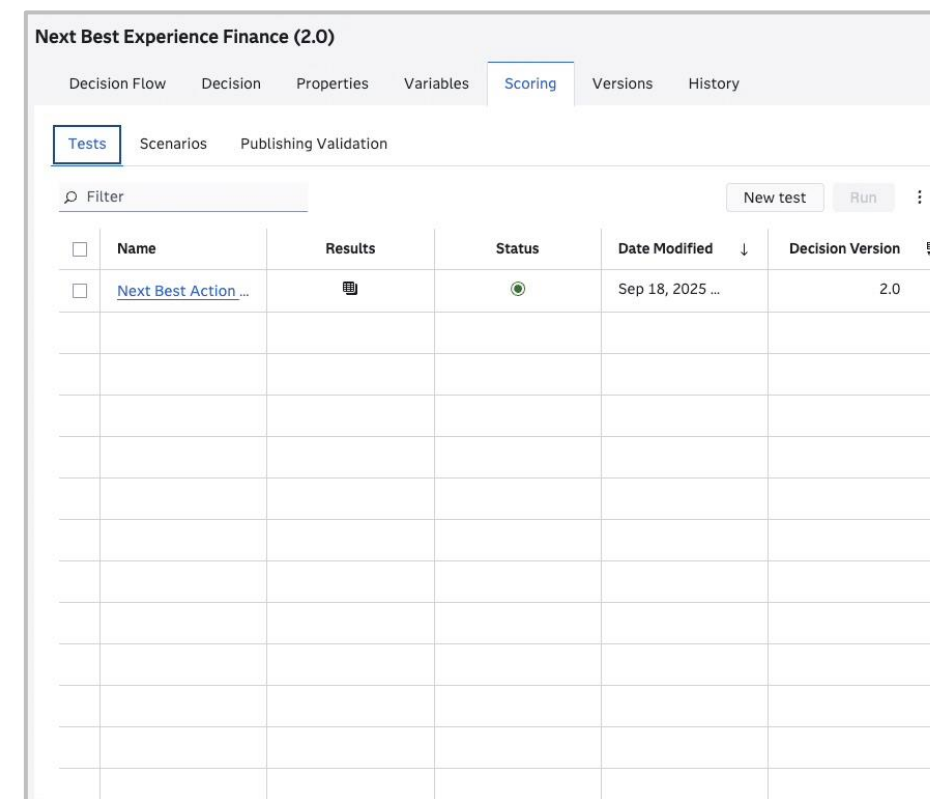 Next Best Experience Finance (2.0)
Decision Flow Decision Properties Variables Scoring Versions History
Tests Scenarios Publishing Validation
Filter New test Run
Name Results Status Date Modified Decision Version
Next Best Action ... Sep 18, 2025 ... 2.0